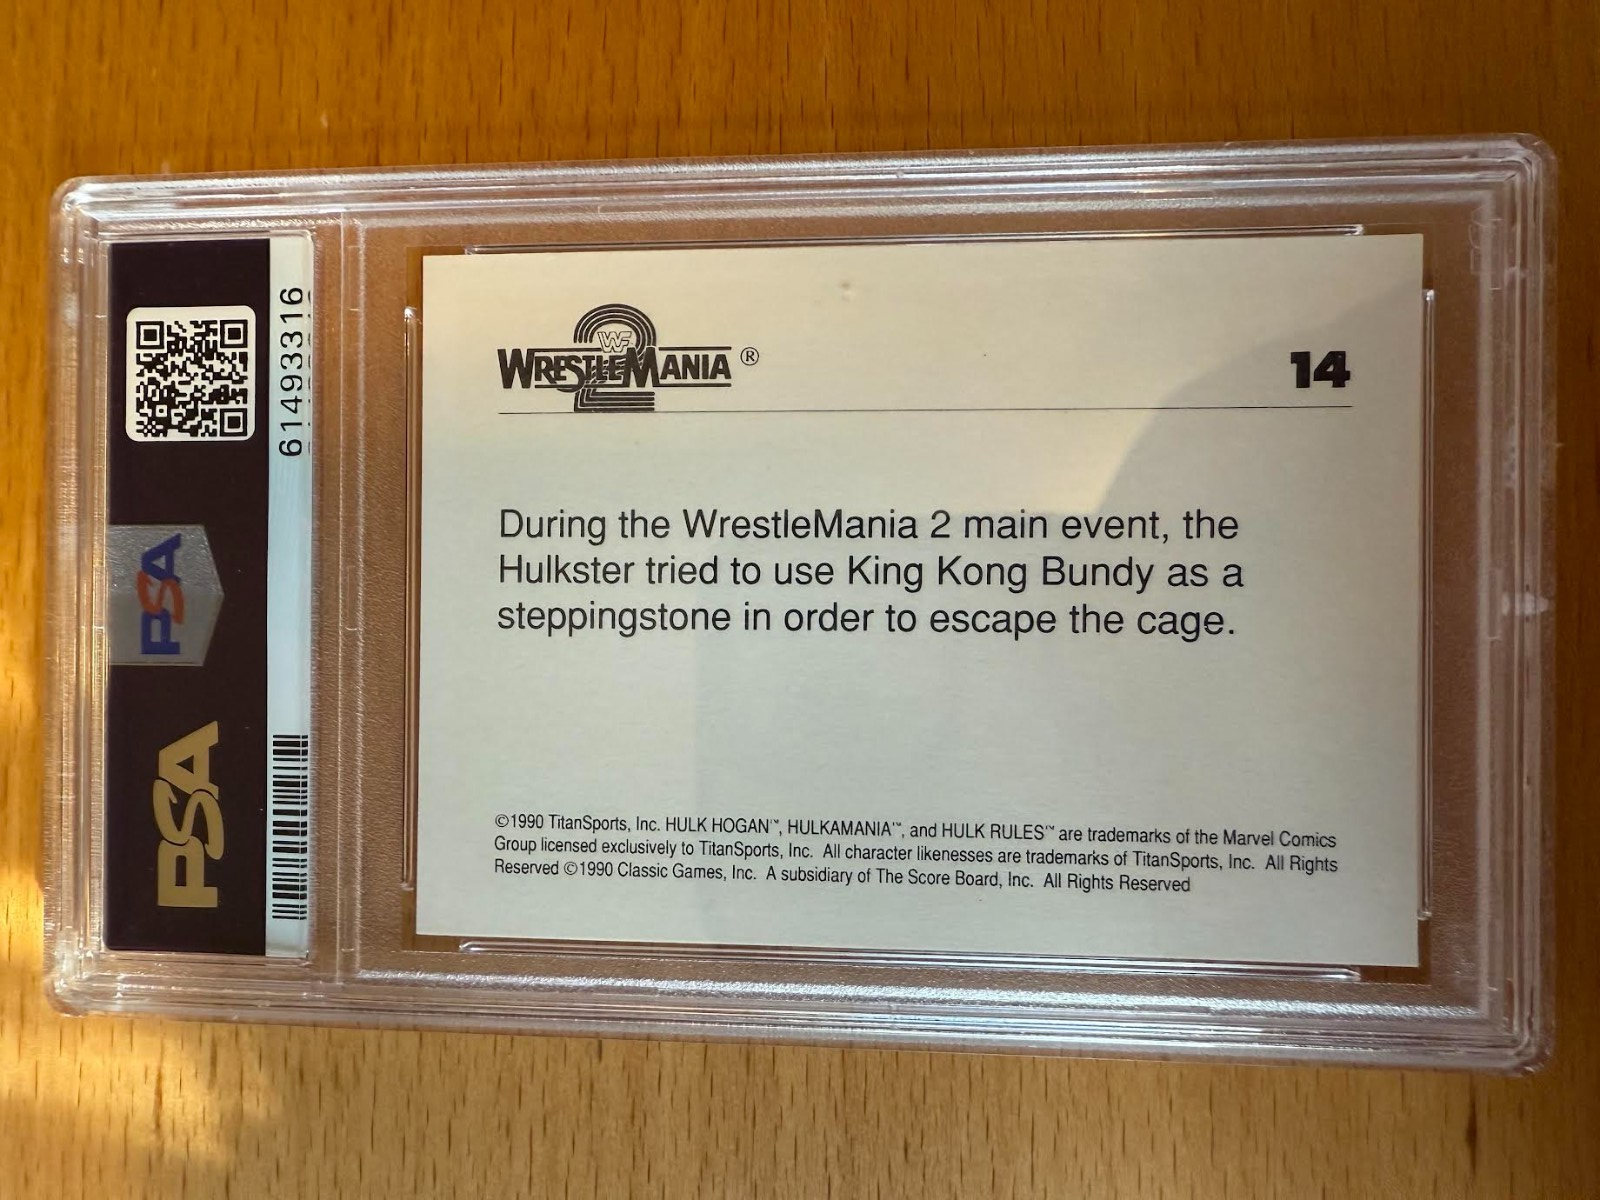 61493316
PSA
PSA
WF
WRESTLEMANIA®
2
14
During the WrestleMania 2 main event, the
Hulkster tried to use King Kong Bundy as a
steppingstone in order to escape the cage.
©1990 TitanSports, Inc. HULK HOGAN™, HULKAMANIA™, and HULK RULES™ are trademarks of the Marvel Comics
Group licensed exclusively to TitanSports, Inc. All character likenesses are trademarks of TitanSports, Inc. All Rights
Reserved ©1990 Classic Games, Inc. A subsidiary of The Score Board, Inc. All Rights Reserved